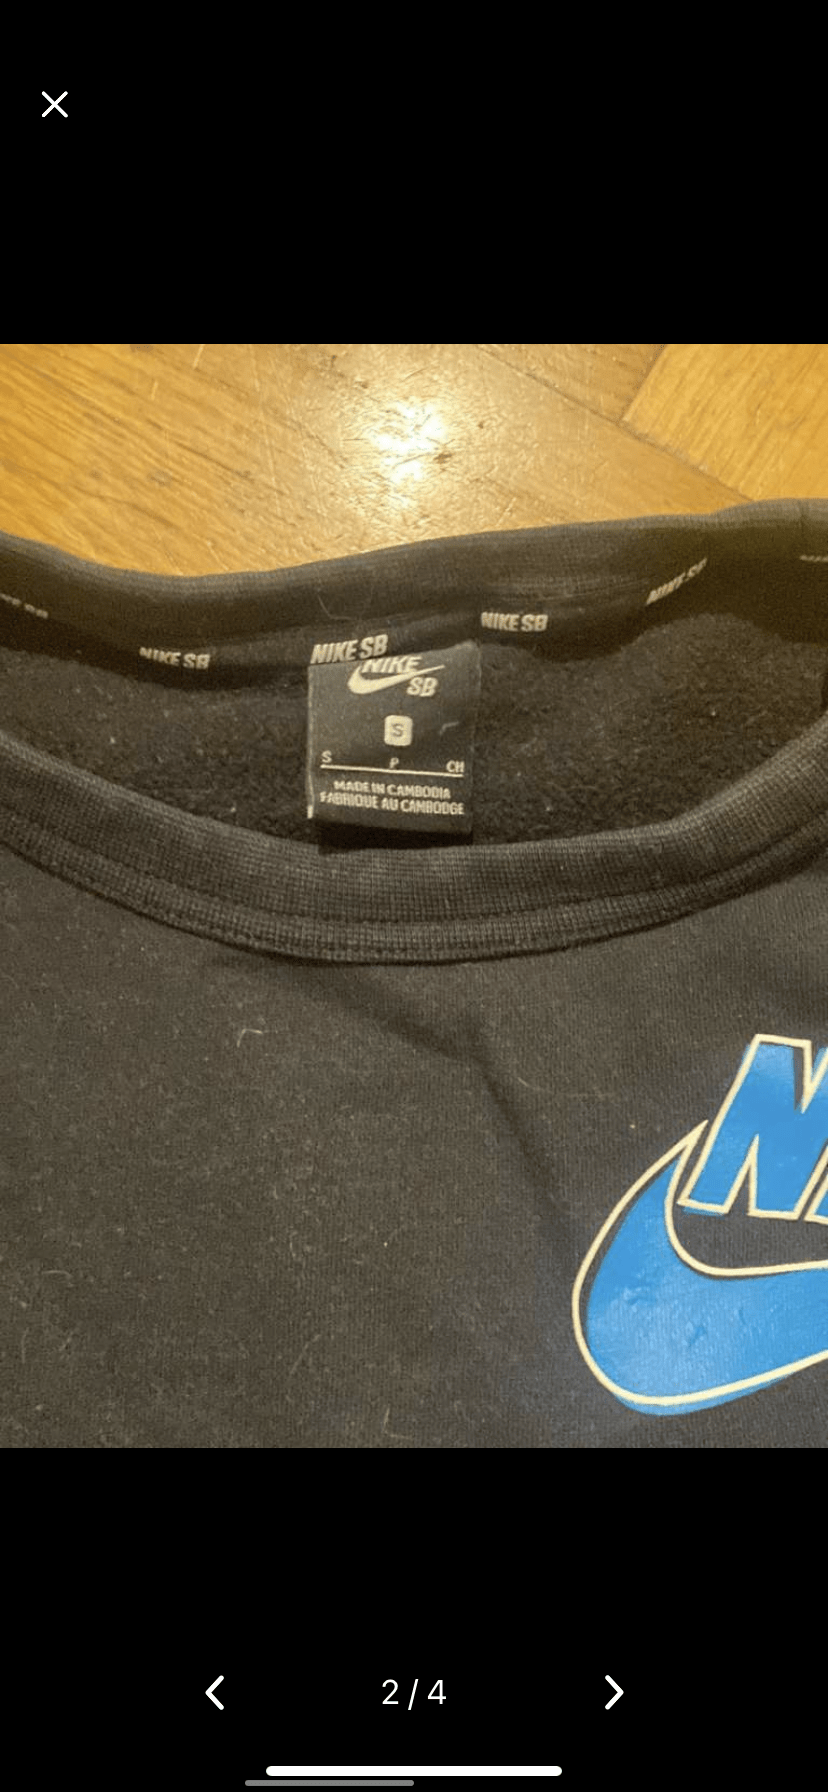 NIKE SB
NIKE SB
NIKE SB
NIKE SB
NIKE
SB
S
S P CH
MADE IN CAMBODIA
FABRIQUE AU CAMBODGE
2 / 4